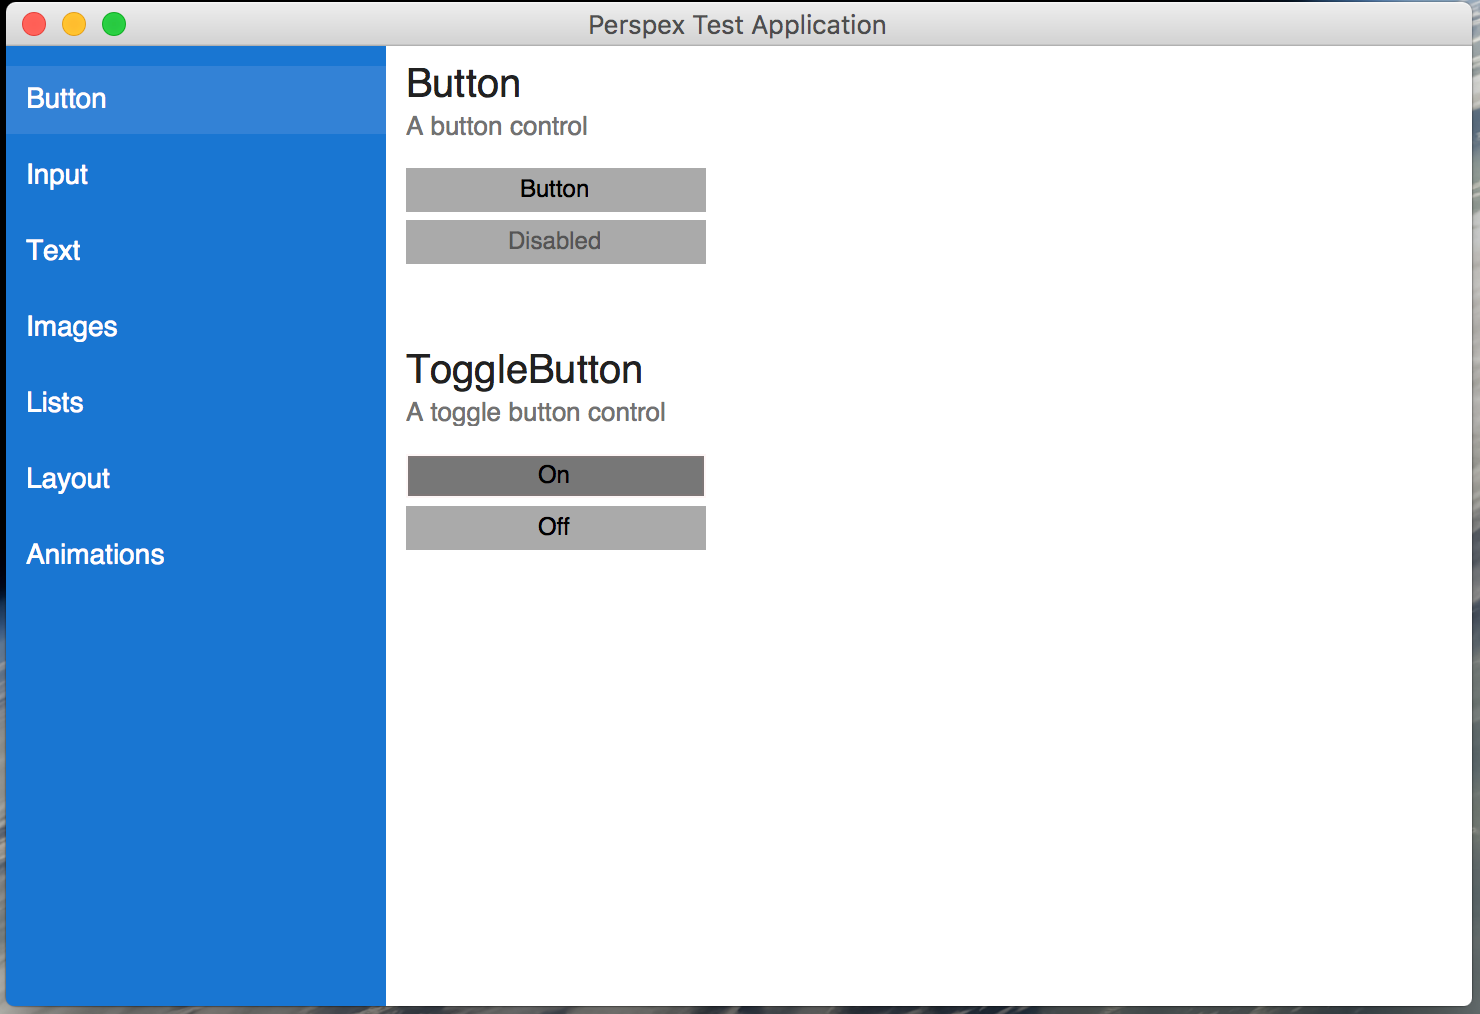 Perspex Test Application
Button
Input
Text
Images
Lists
Layout
Animations
Button
A button control
Button
Disabled
ToggleButton
A toggle button control
On
Off